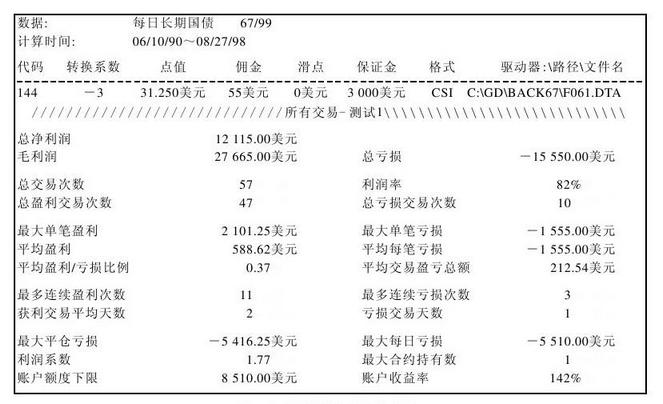 数据: 每日长期国债 67/99
计算时间: 06/10/90～08/27/98
代码 转换系数 点值 佣金 滑点 保证金 格式 驱动器:\路径\文件名
144 －3 31.250美元 55美元 0美元 3 000美元 CSI C:\GD\BACK67\F061.DTA
//////////////////////////////所有交易－测试1\\\\\\\\\\\\\\\\\\\\\\\\\\\\
总净利润 12 115.00美元
毛利润 27 665.00美元 总亏损 －15 550.00美元
总交易次数 57 利润率 82%
总盈利交易次数 47 总亏损交易次数 10
最大单笔盈利 2 101.25美元 最大单笔亏损 －1 555.00美元
平均盈利 588.62美元 平均每笔亏损 －1 555.00美元
平均盈利/亏损比例 0.37 平均交易盈亏总额 212.54美元
最多连续盈利次数 11 最多连续亏损次数 3
获利交易平均天数 2 亏损交易天数 1
最大平仓亏损 －5 416.25美元 最大每日亏损 －5 510.00美元
利润系数 1.77 最大合约持有数 1
账户额度下限 8 510.00美元 账户收益率 142%